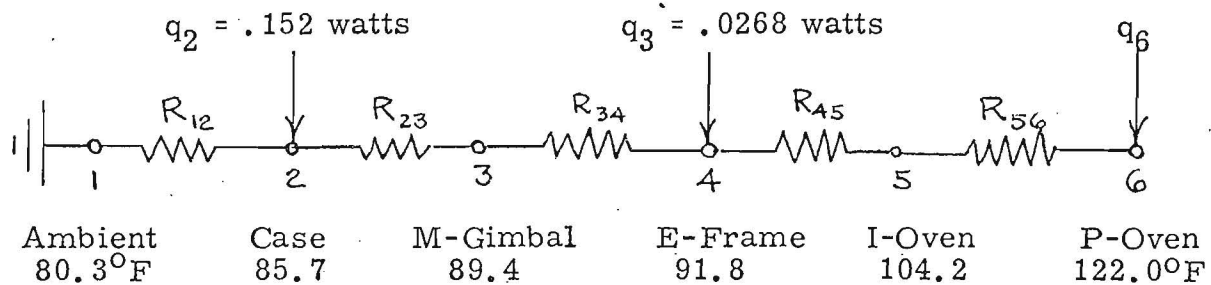 q₂ = .152 watts q₃ = .0268 watts q₆
R₁₂ R₂₃ R₃₄ R₄₅ R₅₆
1 2 3 4 5 6
Ambient Case M-Gimbal E-Frame I-Oven P-Oven
80.3°F 85.7 89.4 91.8 104.2 122.0°F